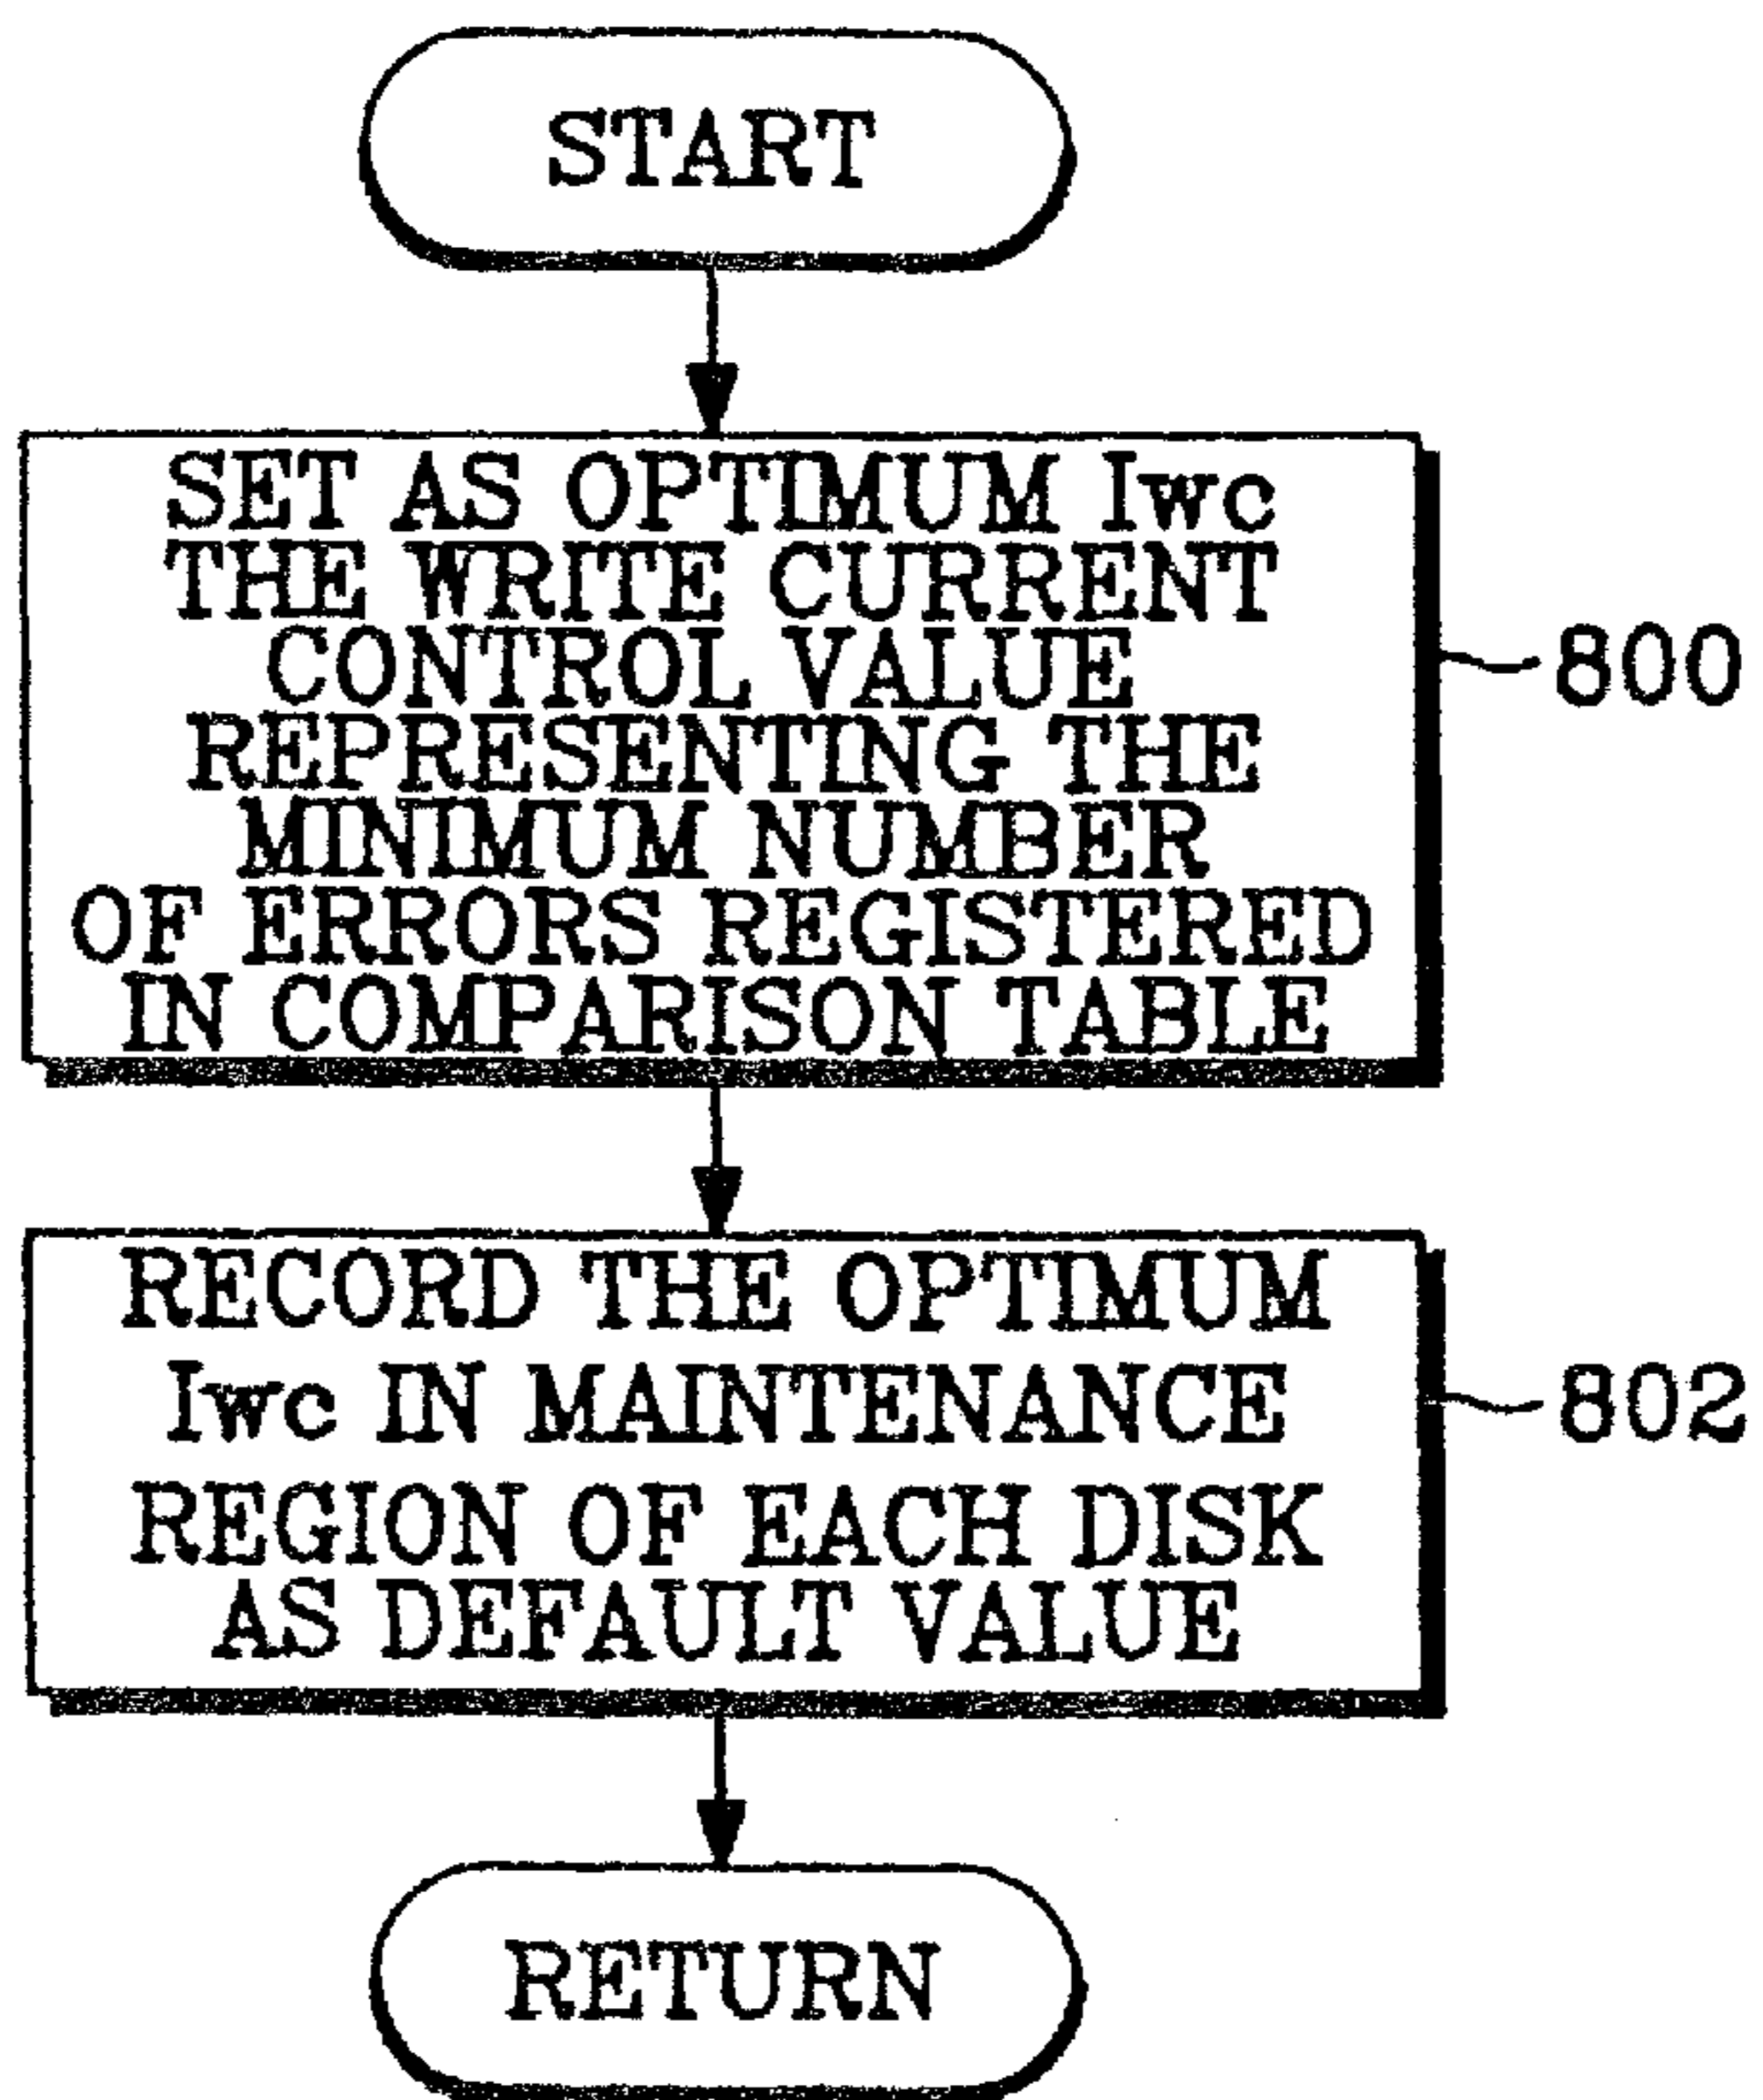 START
SET AS OPTIMUM Iwc
THE WRITE CURRENT
CONTROL VALUE
REPRESENTING THE
MINIMUM NUMBER
OF ERRORS REGISTERED
IN COMPARISON TABLE
800
RECORD THE OPTIMUM
Iwc IN MAINTENANCE
REGION OF EACH DISK
AS DEFAULT VALUE
802
RETURN